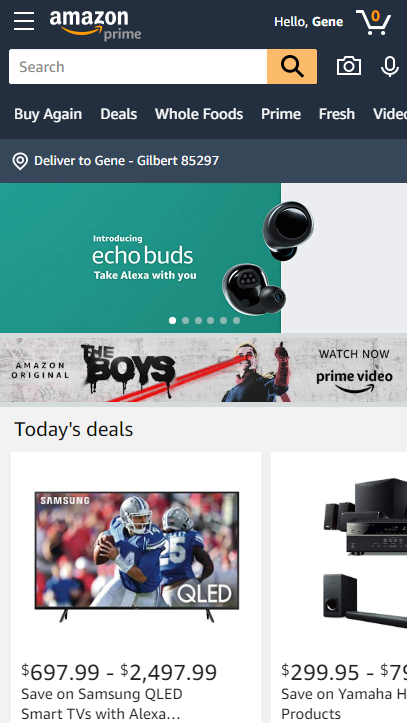 amazon
prime
Hello, Gene
0
Search
Buy Again Deals Whole Foods Prime Fresh Video
Deliver to Gene - Gilbert 85297
Introducing
echo buds
Take Alexa with you
AMAZON
ORIGINAL
THE
BOYS
WATCH NOW
prime video
Today's deals
SAMSUNG
25
QLED
$697.99 - $2,497.99
Save on Samsung QLED
Smart TVs with Alexa…
$299.95 - $79
Save on Yamaha H
Products